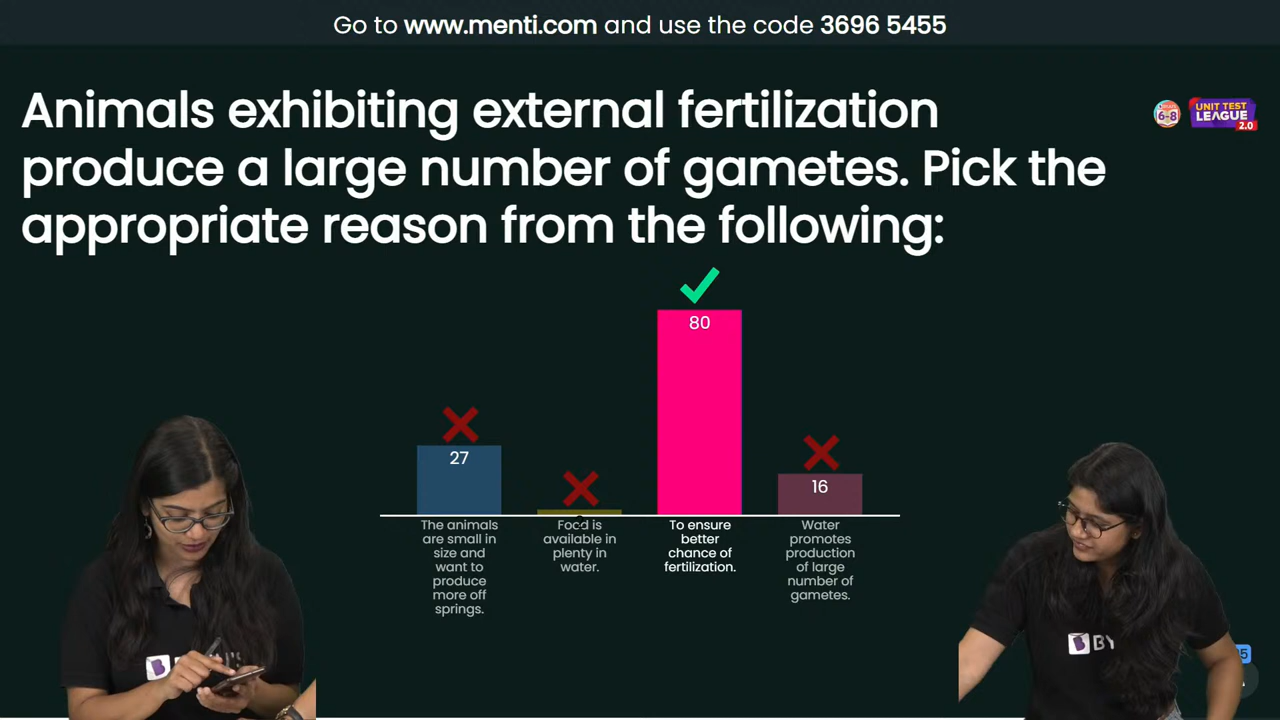 Go to www.menti.com and use the code 3696 5455
Animals exhibiting external fertilization
produce a large number of gametes. Pick the
appropriate reason from the following:
6-8
UNIT TEST
LEAGUE
2.0
80
27
16
The animals
are small in
size and
want to
produce
more off
springs.
Food is
available in
plenty in
water.
To ensure
better
chance of
fertilization.
Water
promotes
production
of large
number of
gametes.
BY